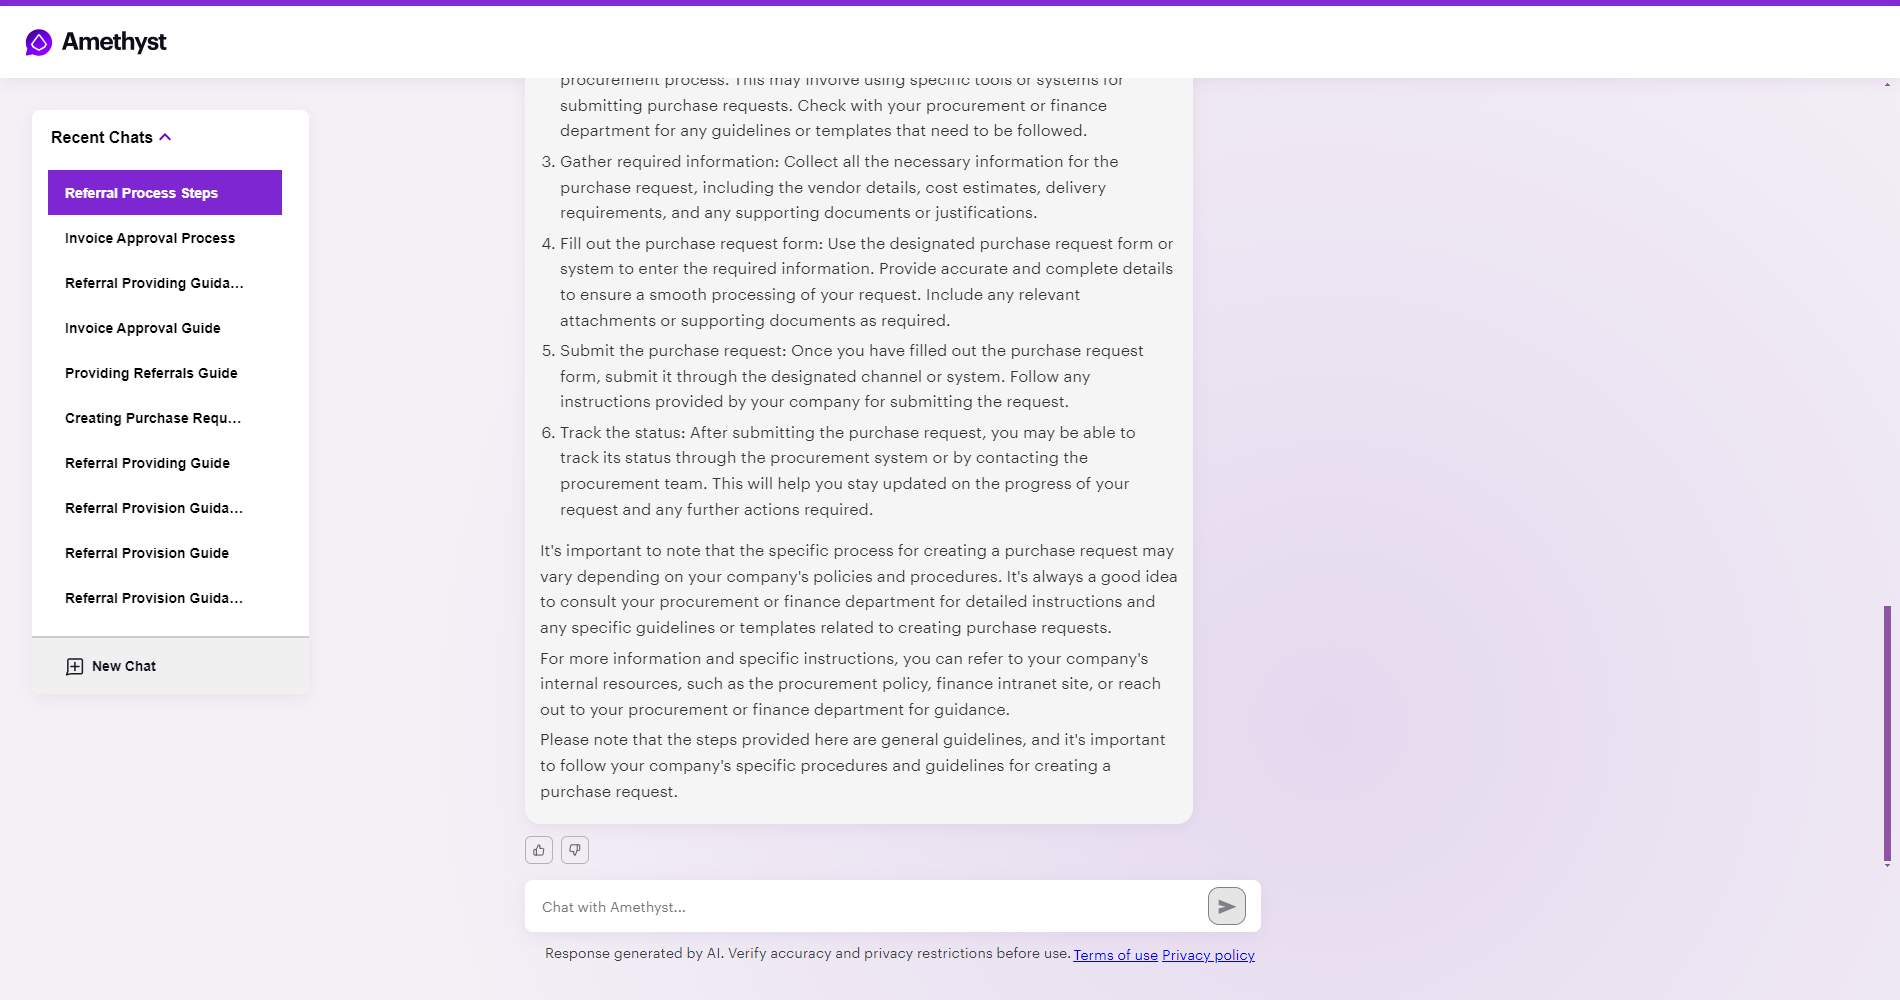 Amethyst
Recent Chats
Referral Process Steps
Invoice Approval Process
Referral Providing Guida...
Invoice Approval Guide
Providing Referrals Guide
Creating Purchase Requ...
Referral Providing Guide
Referral Provision Guida...
Referral Provision Guide
Referral Provision Guida...
New Chat
procurement process. This may involve using specific tools or systems for
submitting purchase requests. Check with your procurement or finance
department for any guidelines or templates that need to be followed.
3. Gather required information: Collect all the necessary information for the
purchase request, including the vendor details, cost estimates, delivery
requirements, and any supporting documents or justifications.
4. Fill out the purchase request form: Use the designated purchase request form or
system to enter the required information. Provide accurate and complete details
to ensure a smooth processing of your request. Include any relevant
attachments or supporting documents as required.
5. Submit the purchase request: Once you have filled out the purchase request
form, submit it through the designated channel or system. Follow any
instructions provided by your company for submitting the request.
6. Track the status: After submitting the purchase request, you may be able to
track its status through the procurement system or by contacting the
procurement team. This will help you stay updated on the progress of your
request and any further actions required.
It's important to note that the specific process for creating a purchase request may
vary depending on your company's policies and procedures. It's always a good idea
to consult your procurement or finance department for detailed instructions and
any specific guidelines or templates related to creating purchase requests.
For more information and specific instructions, you can refer to your company's
internal resources, such as the procurement policy, finance intranet site, or reach
out to your procurement or finance department for guidance.
Please note that the steps provided here are general guidelines, and it's important
to follow your company's specific procedures and guidelines for creating a
purchase request.
Chat with Amethyst...
Response generated by AI. Verify accuracy and privacy restrictions before use. Terms of use Privacy policy